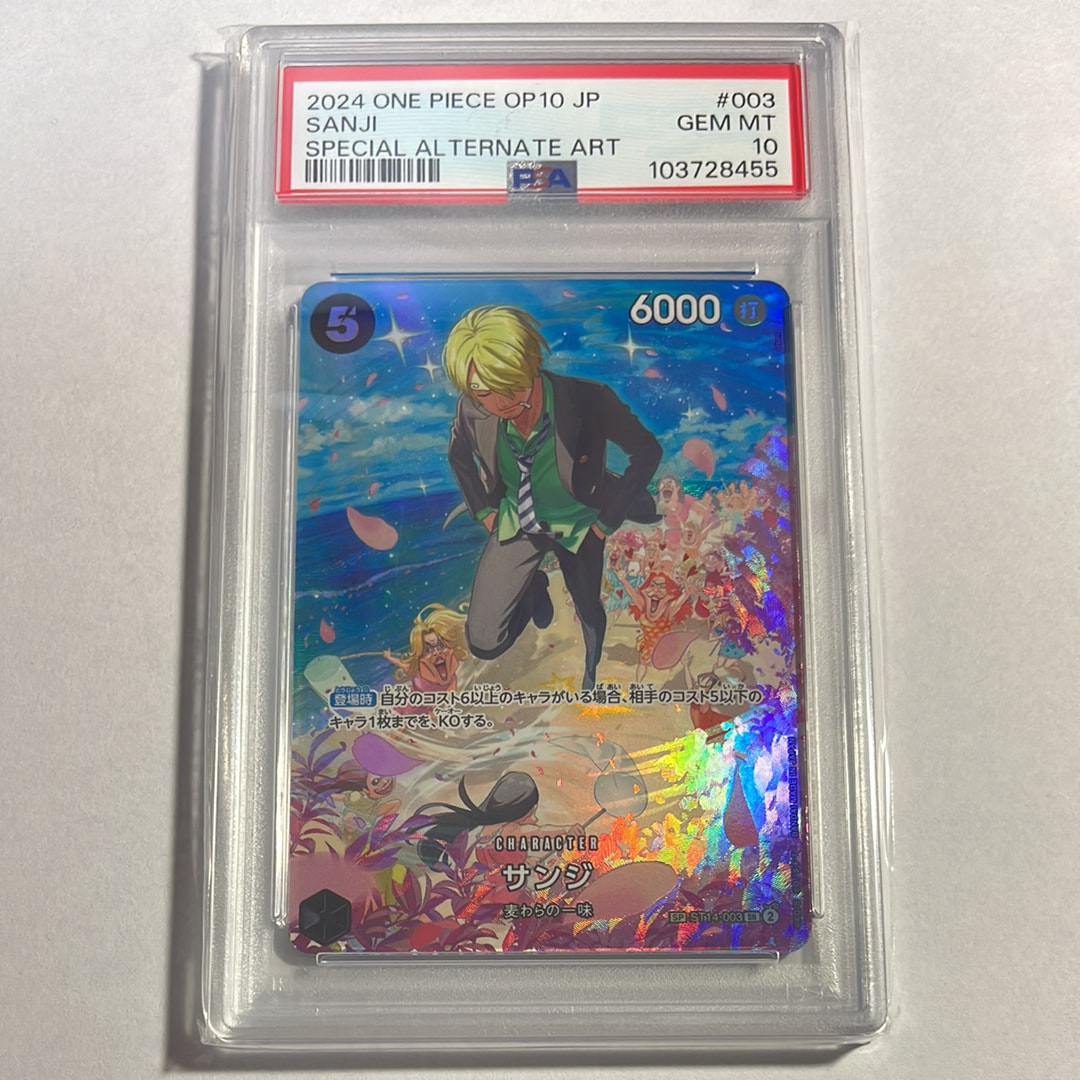 2024 ONE PIECE OP10 JP #003
SANJI GEM MT
SPECIAL ALTERNATE ART 10
PSA 103728455
5 6000 打
登場時 自分のコスト6以上のキャラがいる場合、相手のコスト5以下の
キャラ1枚までを、KOする。
CHARACTER
サンジ
麦わらの一味
SP ST14-003 SR 2